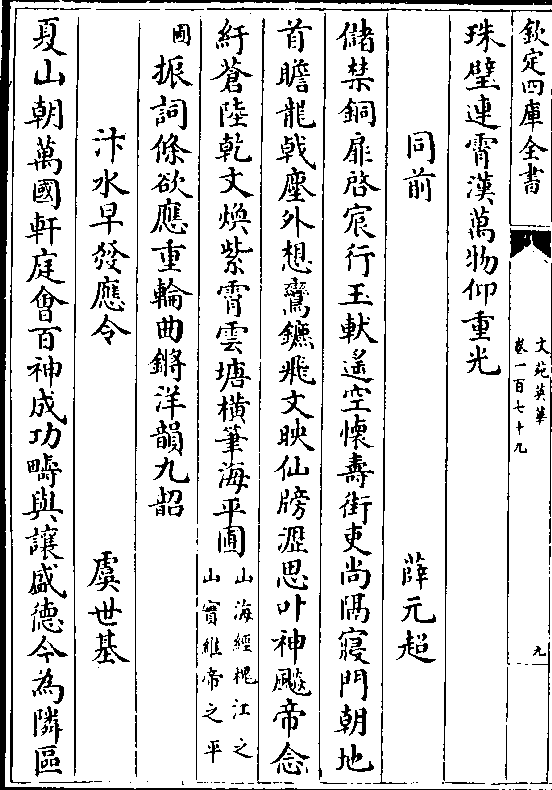 欽定四庫全書
文苑英華
卷一百七十九
九
珠璧連霄漢萬物仰重光
同前　薛元超
儲禁銅扉啓宸行玉軑遙空懷壽街吏尚隅寢門朝地
首瞻龍戟塵外想鸞鑣飛文映仙牓瀝思叶神飈帝念
紆蒼陸乾文煥紫霄雲塘橫筆海平圃山海經槐江之山實維帝之平
圃振詞條欲應重輪曲鏘洋韻九韶
汴水早發應令　虞世基
夏山朝萬國軒庭會百神成功疇與讓盛德今為隣區